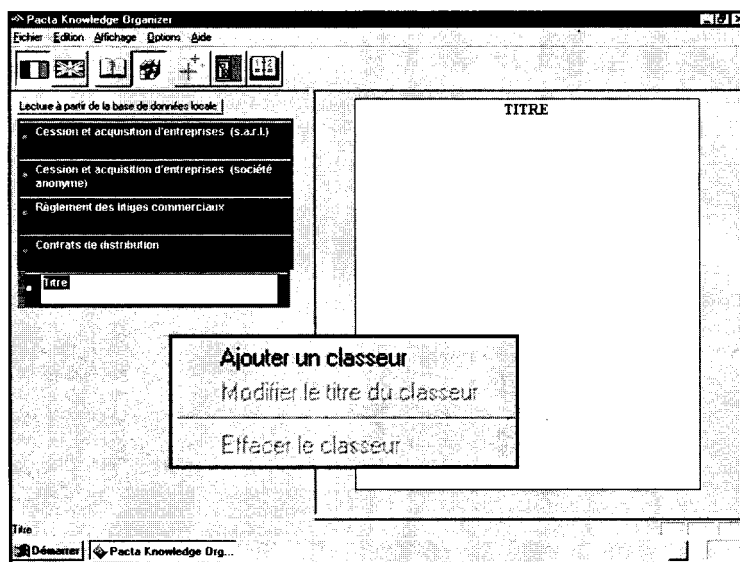 Pacta Knowledge Organizer
Fichier Edition Affichage Options Aide
Lecture à partir de la base de données locale
TITRE
Cession et acquisition d'entreprises (s.a.r.l.)
Cession et acquisition d'entreprises (société
anonyme)
Règlement des litiges commerciaux
Contrats de distribution
Titre
Ajouter un classeur
Modifier le titre du classeur
Effacer le classeur
Titre
Démarrer Pacta Knowledge Org...